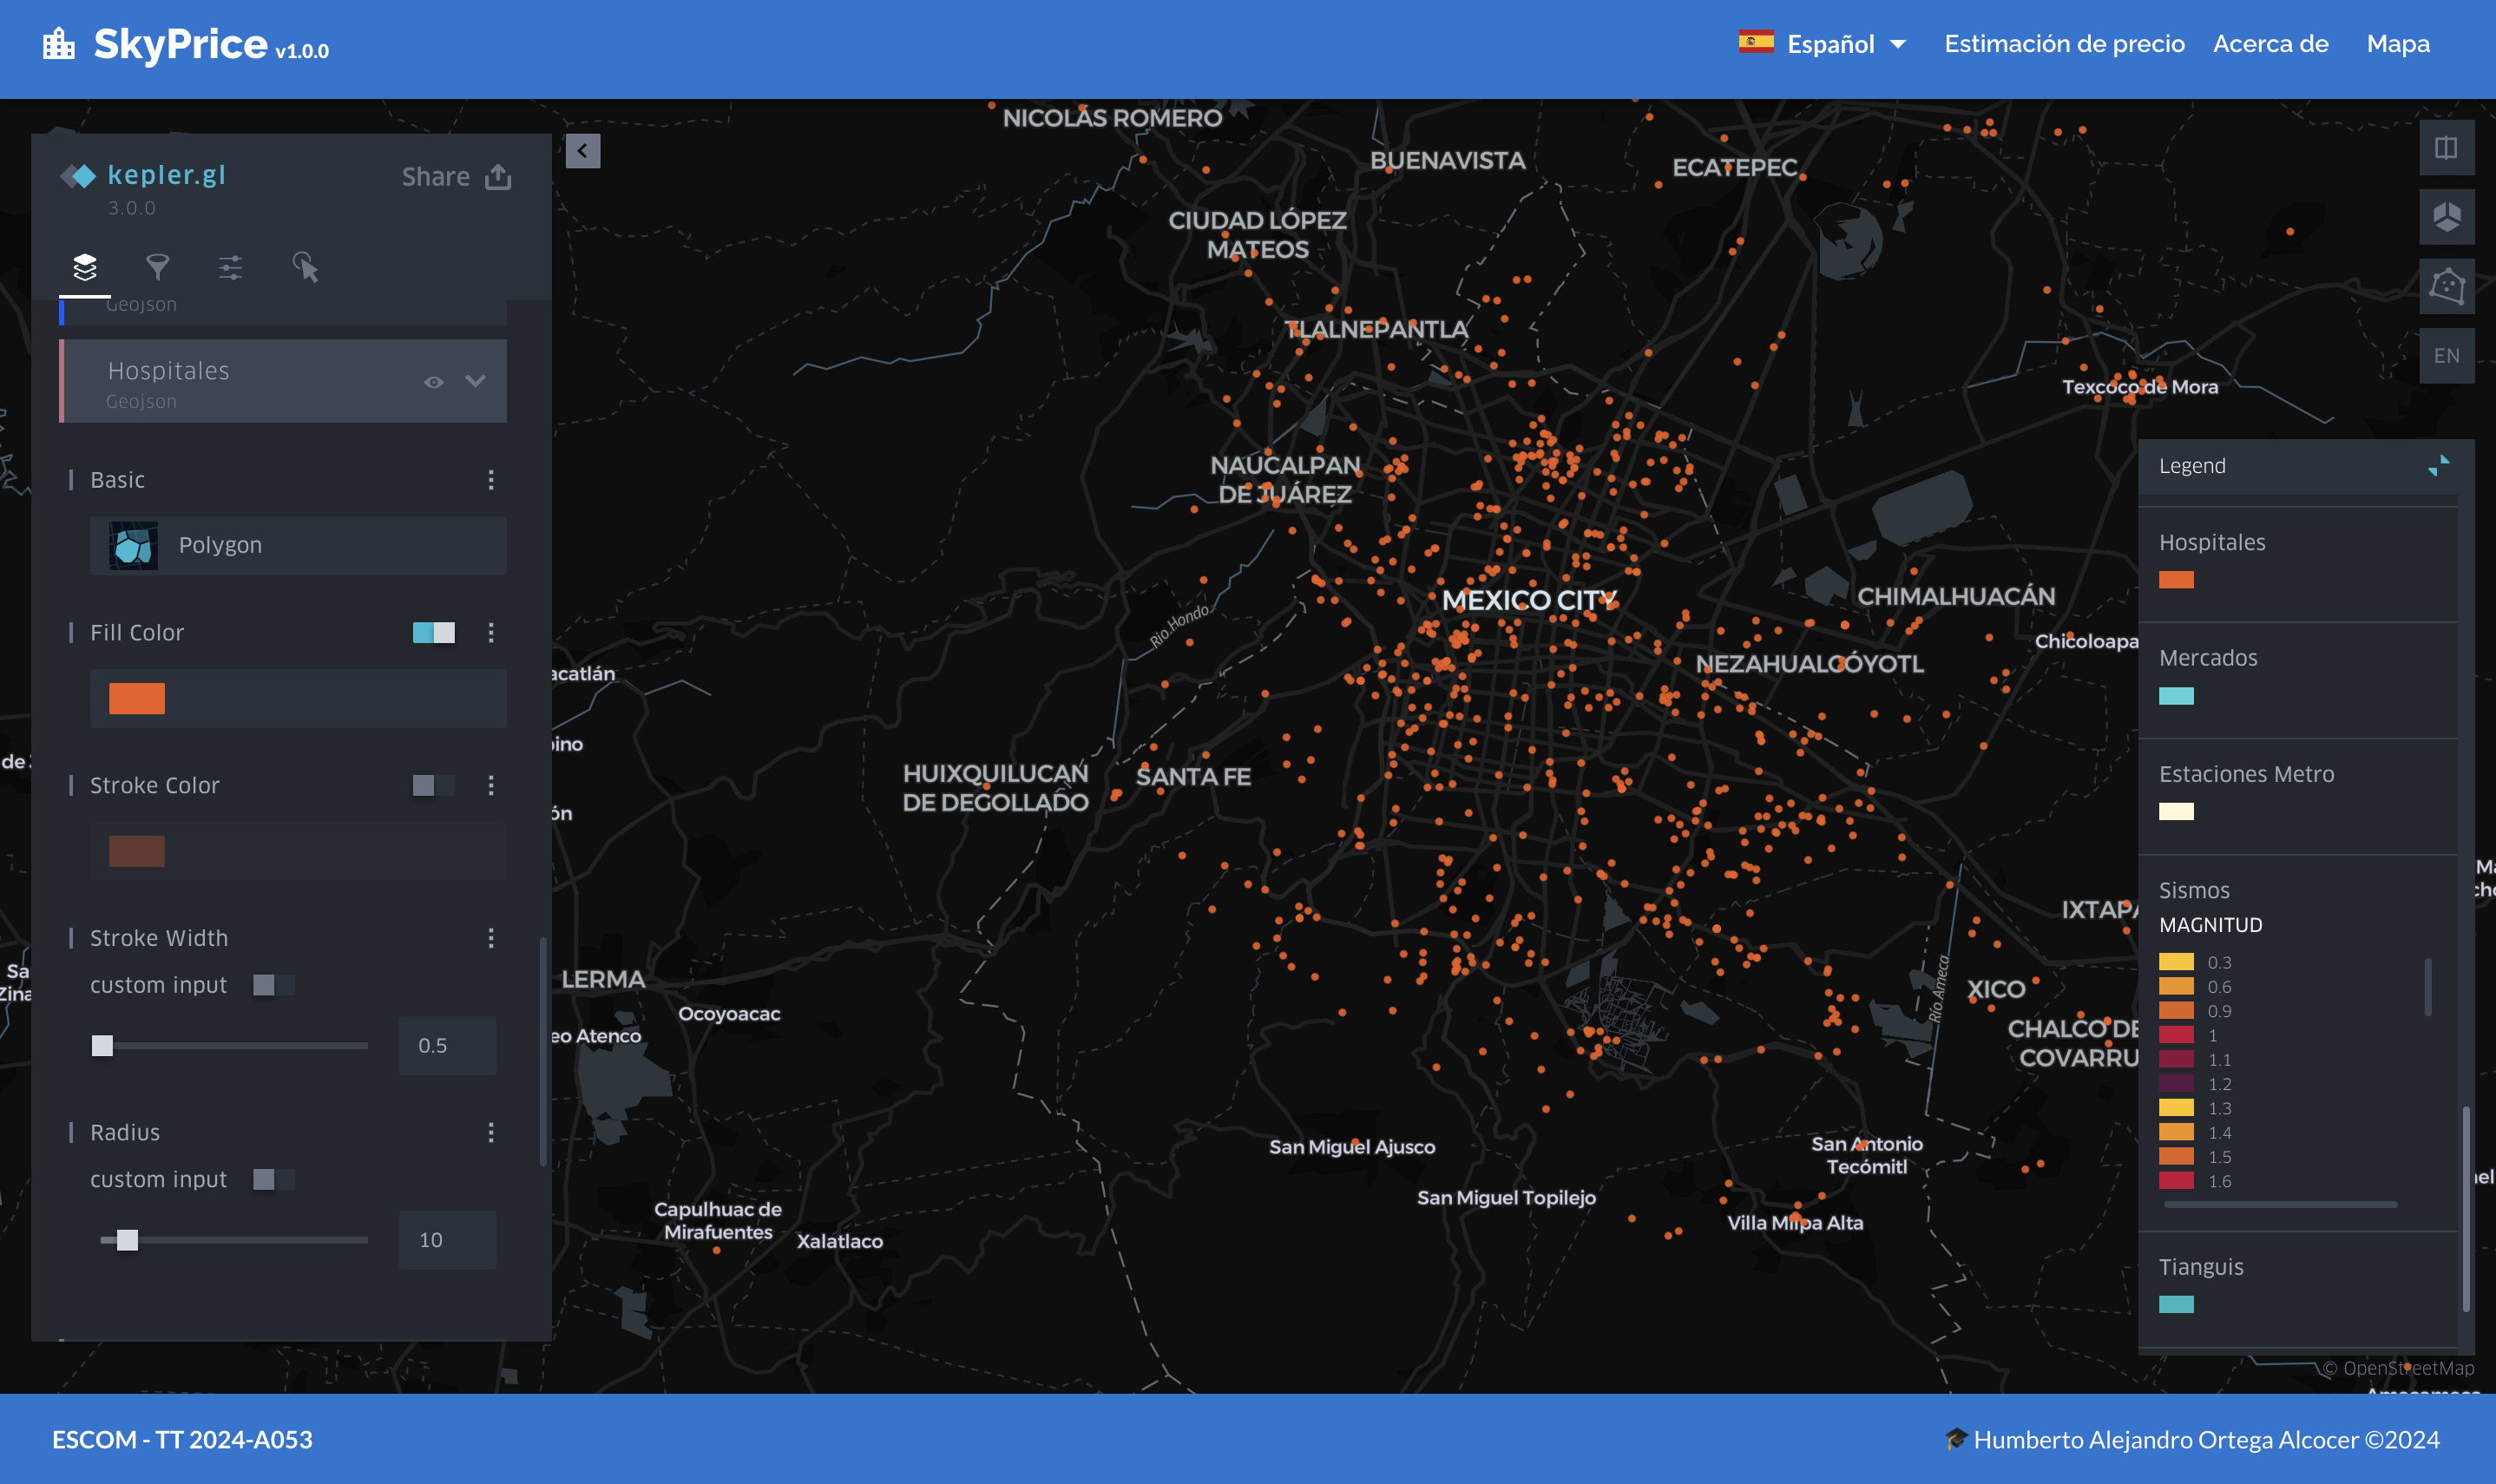 SkyPrice v1.0.0
Español
Estimación de precio
Acerca de
Mapa
kepler.gl
3.0.0
Share
Geojson
Hospitales
Geojson
Basic
Polygon
Fill Color
Stroke Color
Stroke Width
custom input
0.5
Radius
custom input
10
NICOLÁS ROMERO
BUENAVISTA
ECATEPEC
CIUDAD LÓPEZ
MATEOS
TLALNEPANTLA
Texcoco de Mora
NAUCALPAN
DE JUÁREZ
MEXICO CITY
CHIMALHUACÁN
Río Hondo
Chicoloapa
NEZAHUALCÓYOTL
acatlán
pino
de
HUIXQUILUCAN
DE DEGOLLADO
SANTA FE
ón
IXTAPA
LERMA
Sa
Zina
Ocoyoacac
eo Atenco
Río Ameca
XICO
CHALCO DE
COVARRU
San Miguel Ajusco
San Antonio
Tecómitl
San Miguel Topilejo
Villa Milpa Alta
Capulhuac de
Mirafuentes
Xalatlaco
EN
Legend
Hospitales
Mercados
Estaciones Metro
Sismos
MAGNITUD
0.3
0.6
0.9
1
1.1
1.2
1.3
1.4
1.5
1.6
Tianguis
© OpenStreetMap
ESCOM - TT 2024-A053
Humberto Alejandro Ortega Alcocer ©2024